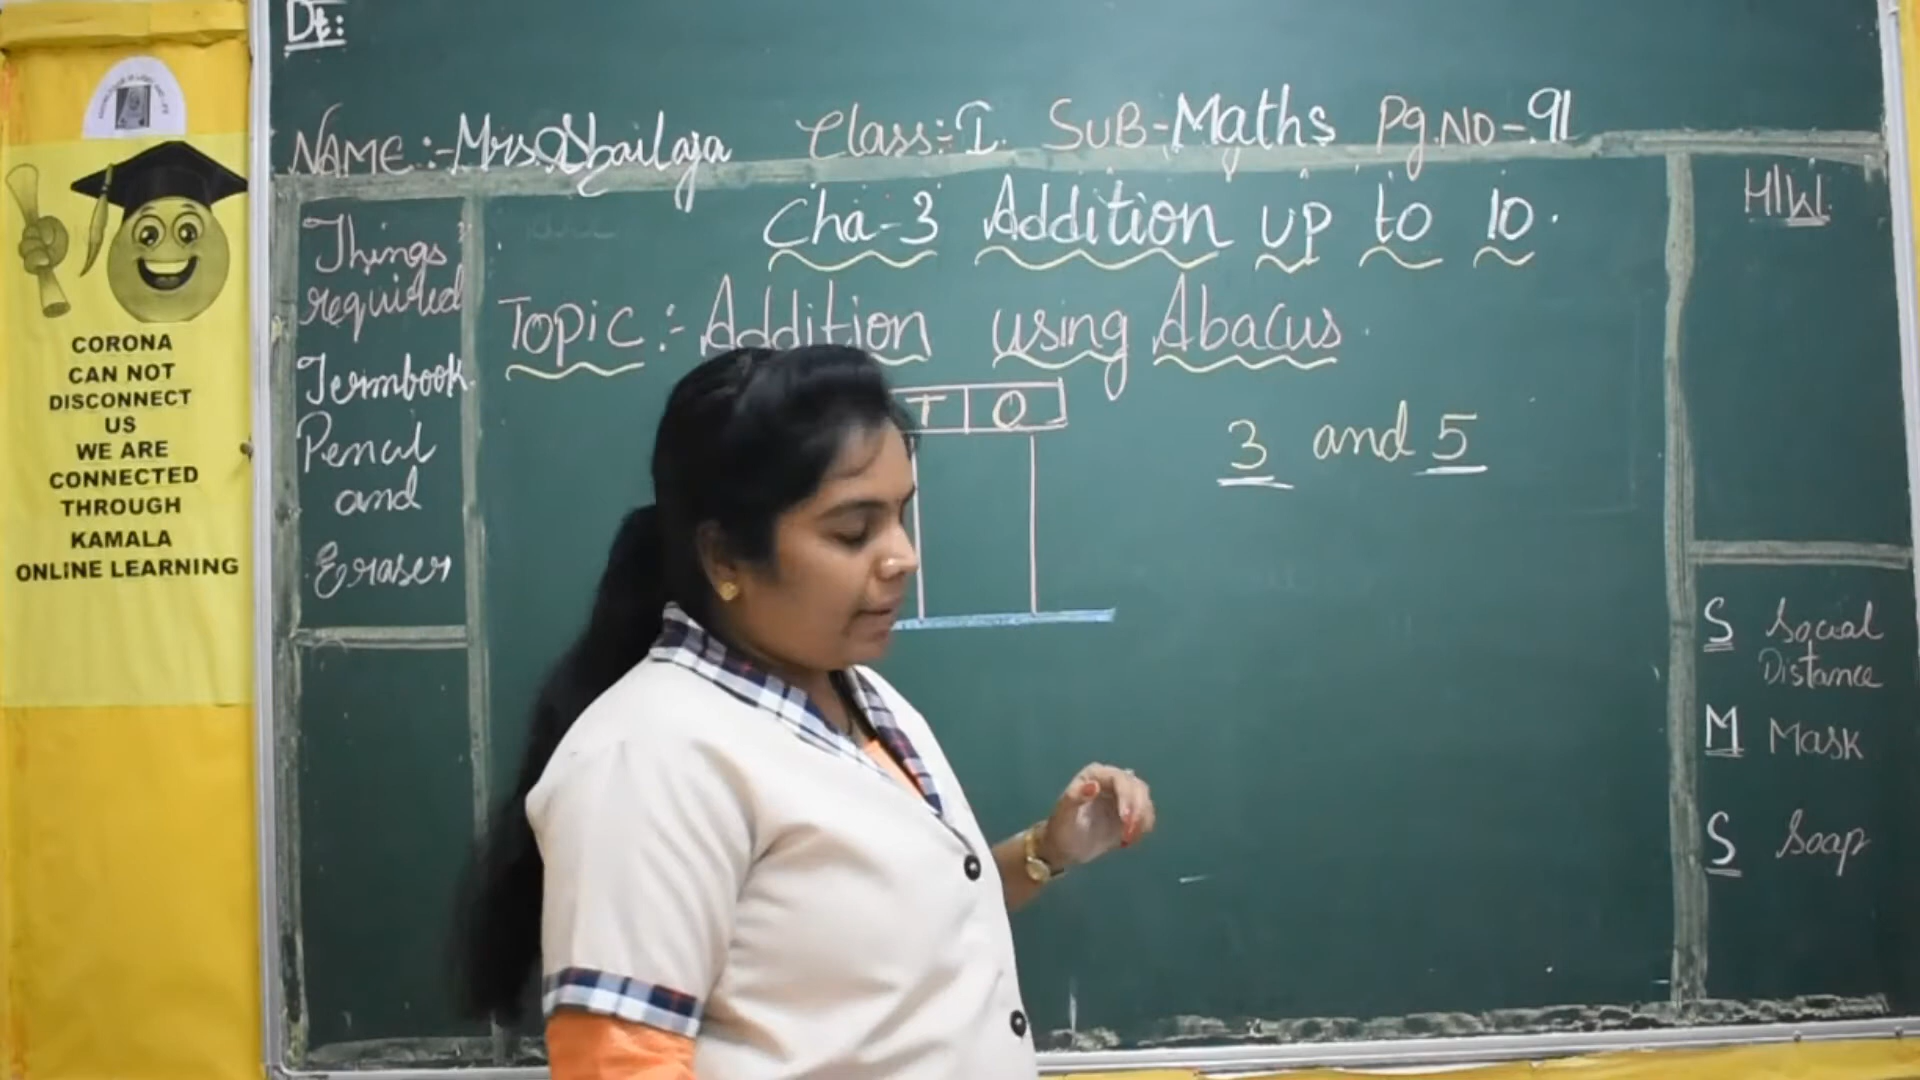 Dt:
NAME:- Mrs. Shailaja Class:- I. SUB-Maths Pg.NO-91
Cha-3 Addition up to 10.
Topic:- Addition using Abacus.
Things
required
Termbook
Pencil
and
Eraser
T O
3 and 5
H/W.
S Social
Distance
M Mask
S Soap
CORONA
CAN NOT
DISCONNECT
US
WE ARE
CONNECTED
THROUGH
KAMALA
ONLINE LEARNING